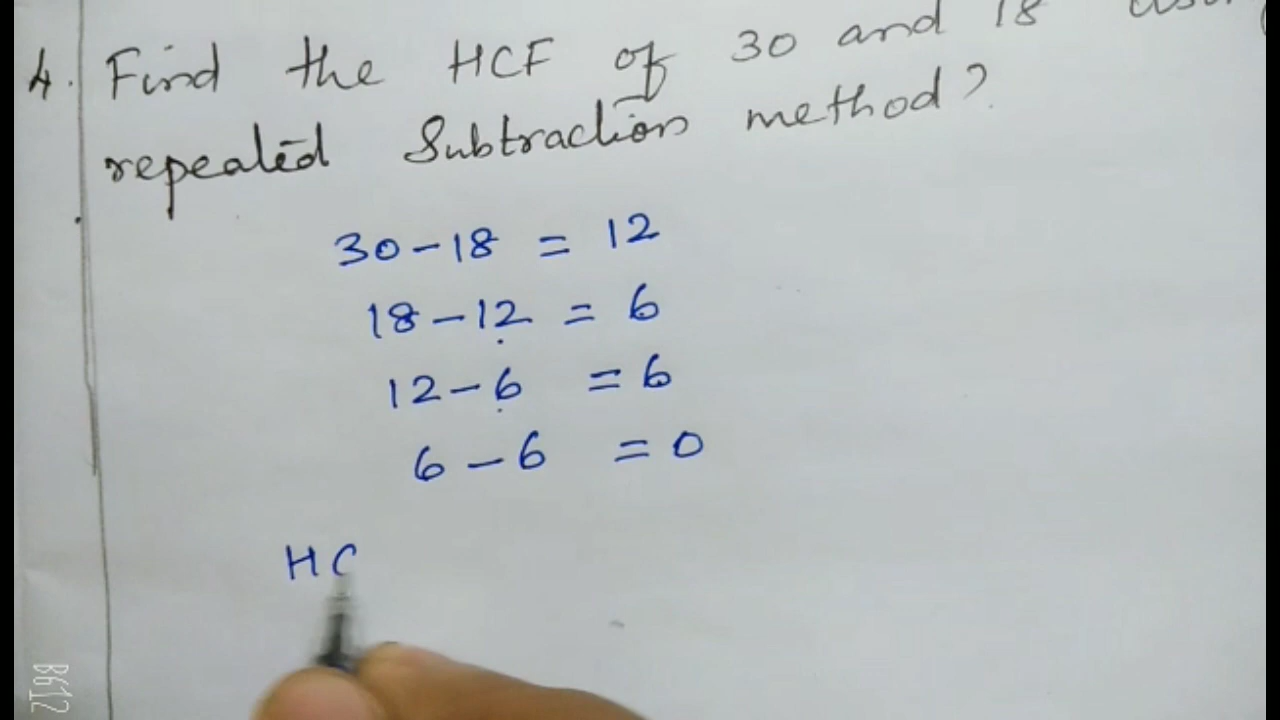 4. Find the HCF of 30 and 18
repeated Subtraction method?
30-18 = 12
18-12 = 6
12-6 = 6
6-6 = 0
HC
B612